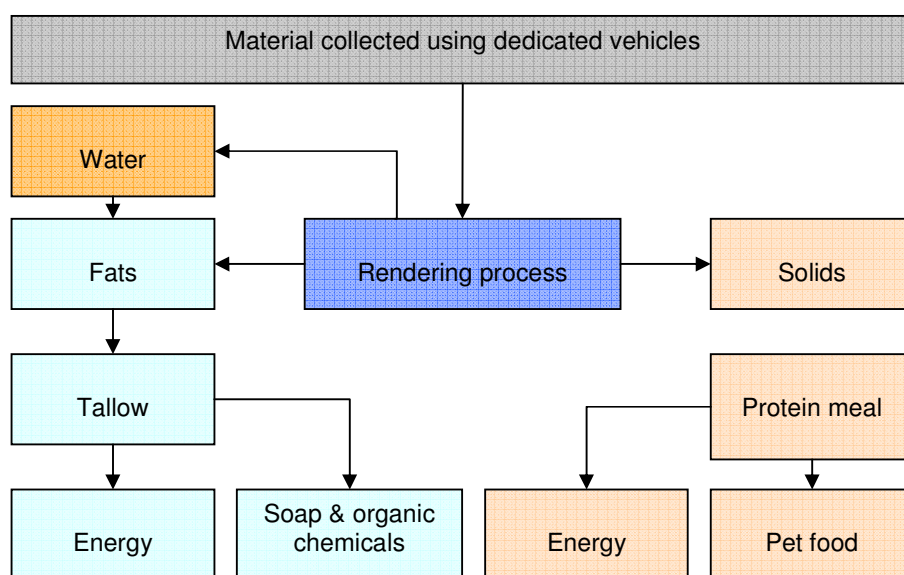 Material collected using dedicated vehicles
Water
Fats
Rendering process
Solids
Tallow
Protein meal
Energy
Soap & organic
chemicals
Energy
Pet food